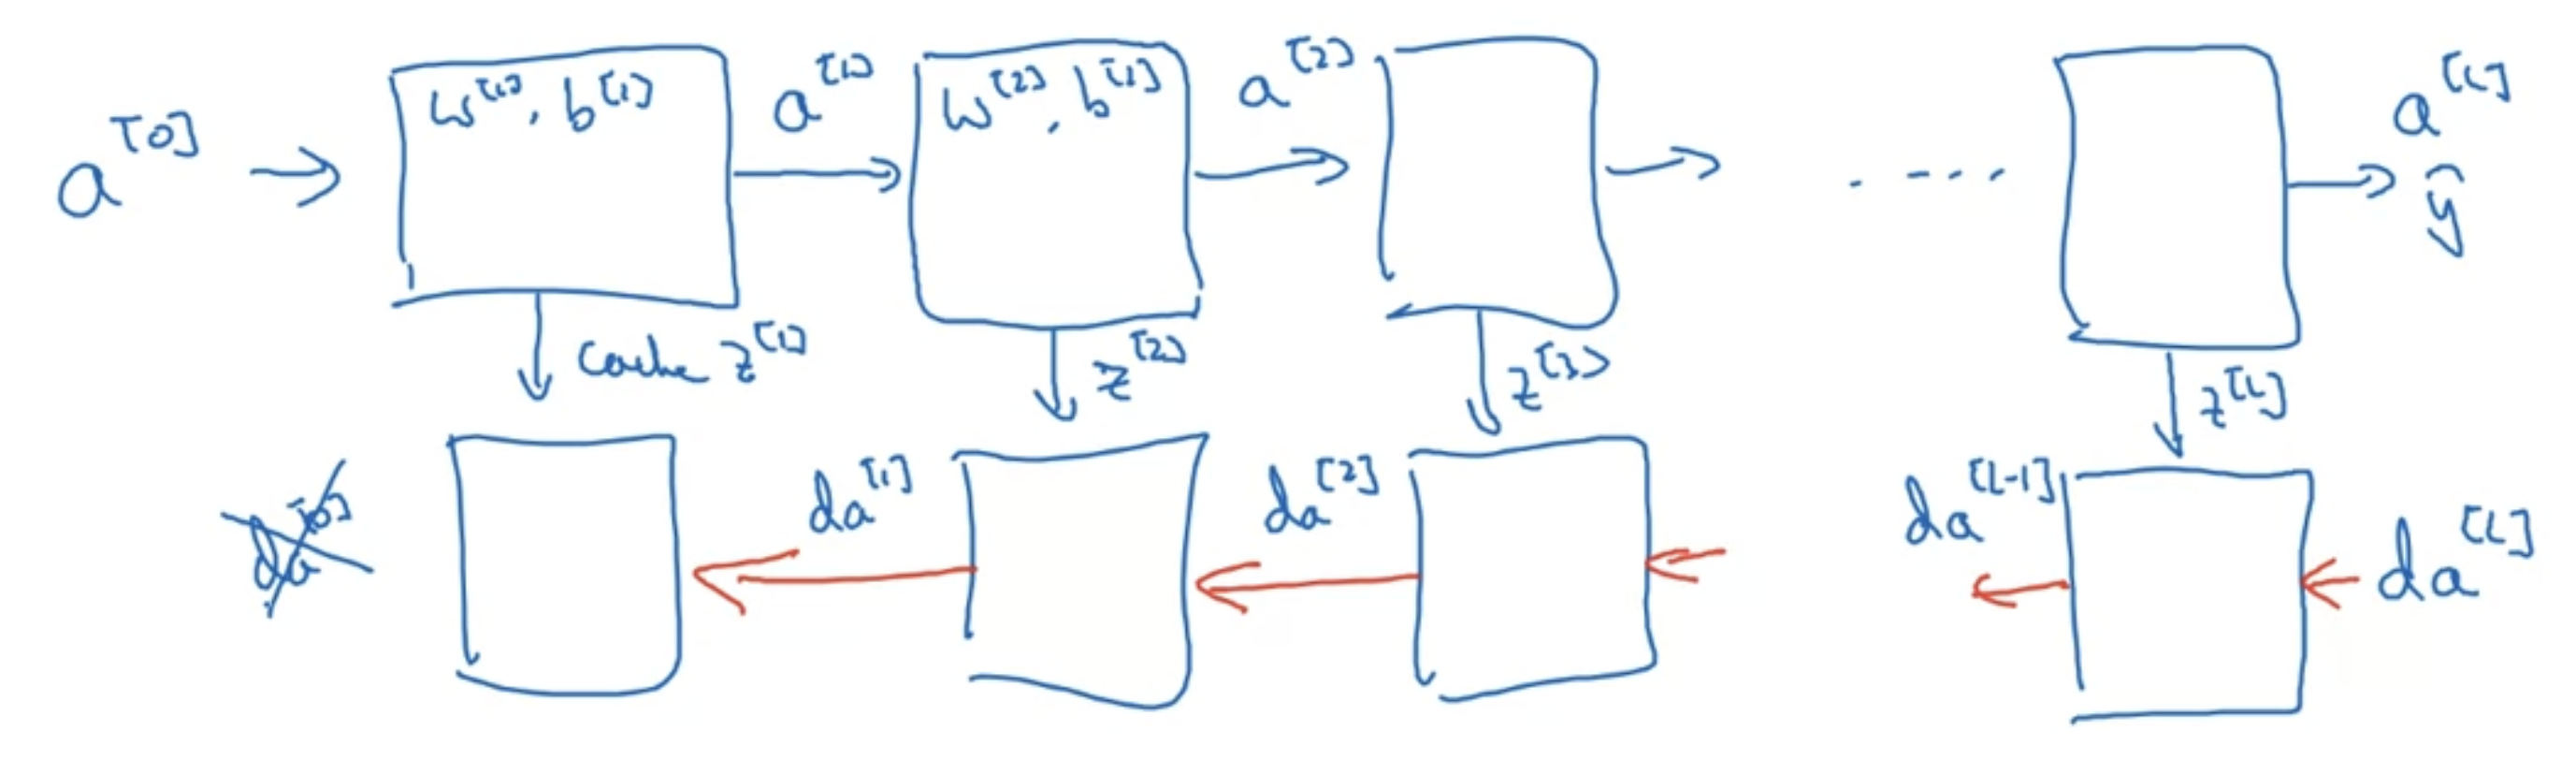 a^[0] → w^[1], b^[1] a^[1] → w^[2], b^[1] a^[2] → → ..... → a^[L]
ŷ
cache z^[1] z^[2] z^[3] z^[L]
da^[0] da^[1] da^[2] da^[L-1] da^[L]